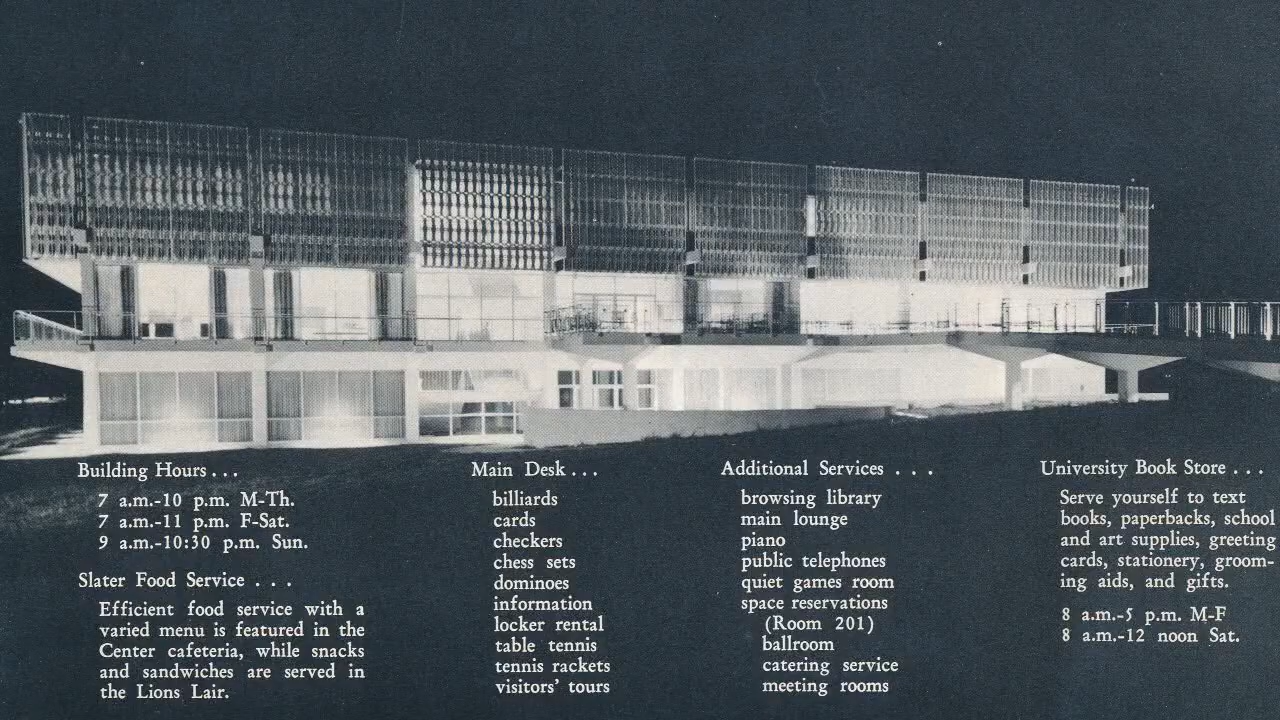 Building Hours . . .
7 a.m.-10 p.m. M-Th.
7 a.m.-11 p.m. F-Sat.
9 a.m.-10:30 p.m. Sun.
Slater Food Service . . .
Efficient food service with a
varied menu is featured in the
Center cafeteria, while snacks
and sandwiches are served in
the Lions Lair.
Main Desk . . .
billiards
cards
checkers
chess sets
dominoes
information
locker rental
table tennis
tennis rackets
visitors' tours
Additional Services . . .
browsing library
main lounge
piano
public telephones
quiet games room
space reservations
(Room 201)
ballroom
catering service
meeting rooms
University Book Store . . .
Serve yourself to text
books, paperbacks, school
and art supplies, greeting
cards, stationery, groom-
ing aids, and gifts.
8 a.m.-5 p.m. M-F
8 a.m.-12 noon Sat.